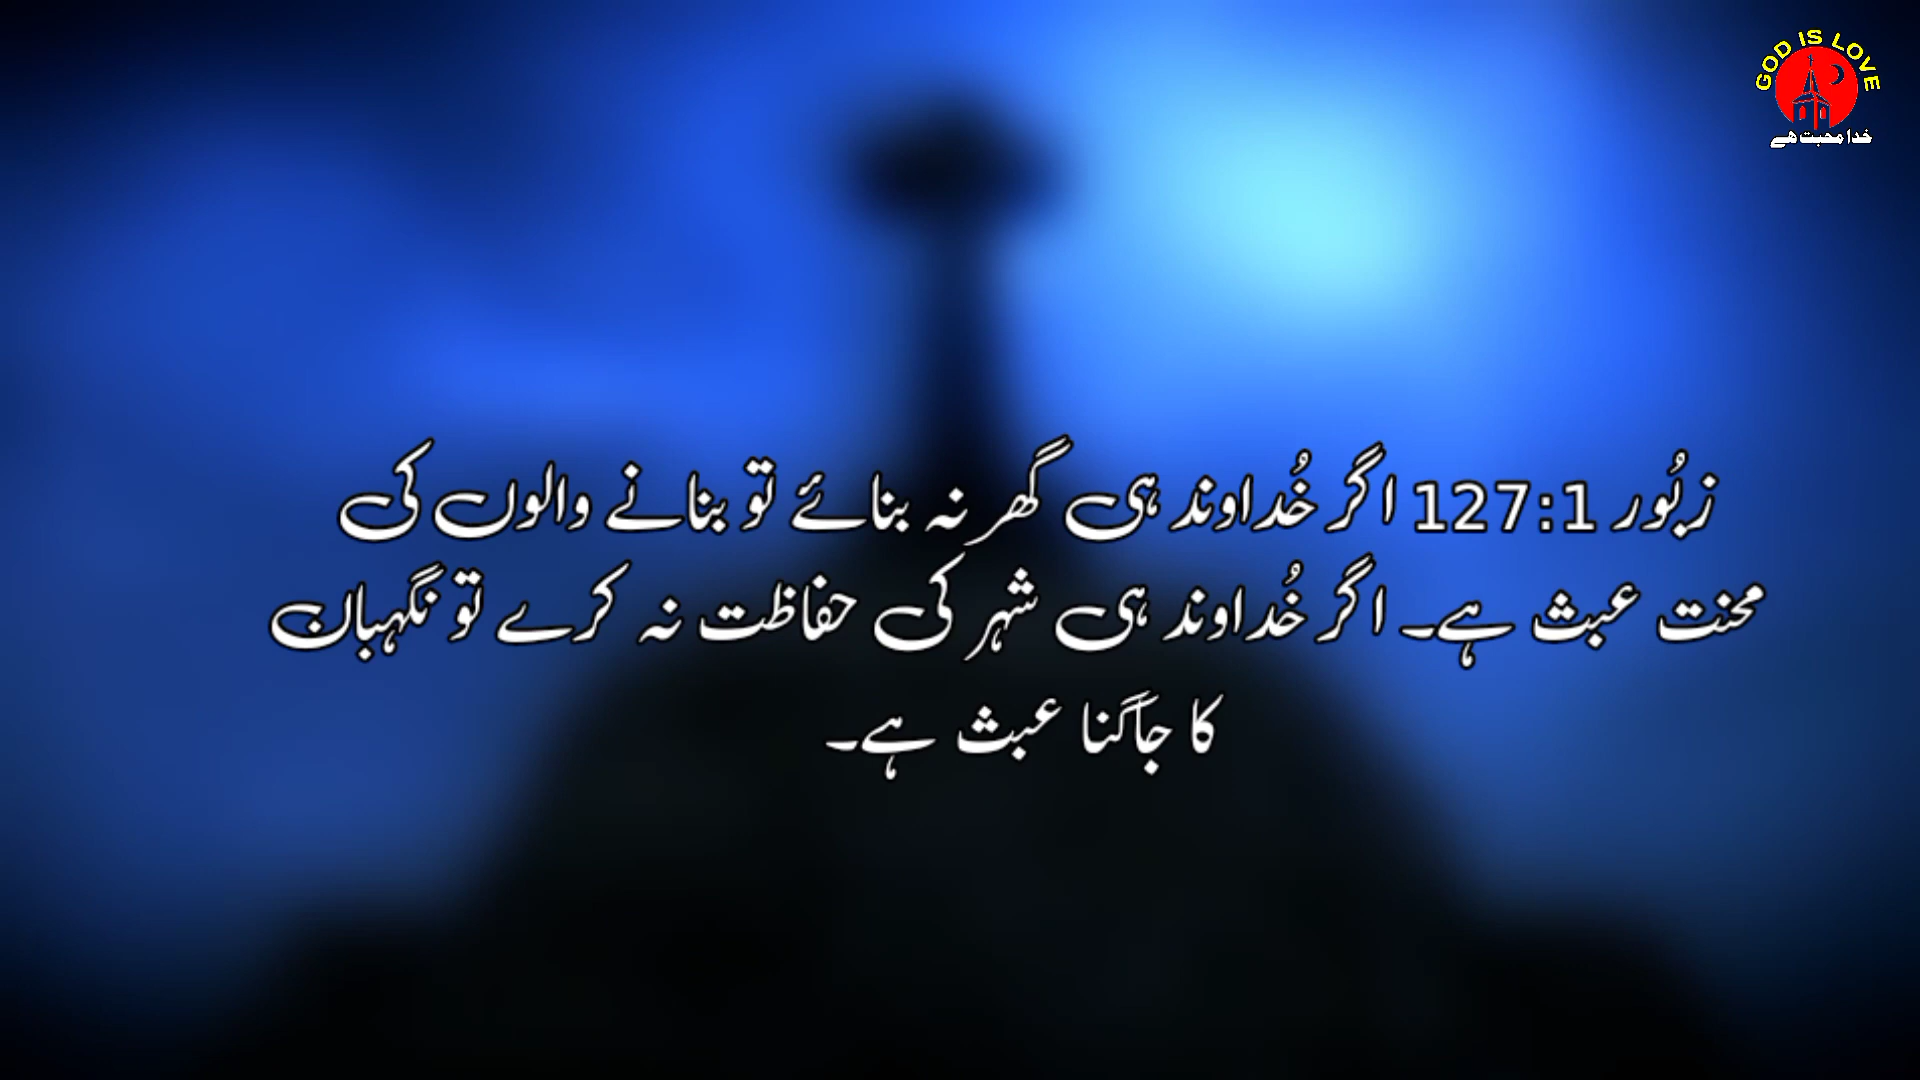 GOD IS LOVE
خدا محبت ھے
زبُور 127:1 اگر خُداوند ہی گھر نہ بنائے تو بنانے والوں کی
محنت عبث ہے۔ اگر خُداوند ہی شہر کی حفاظت نہ کرے تو نگہبان
کا جاگنا عبث ہے۔